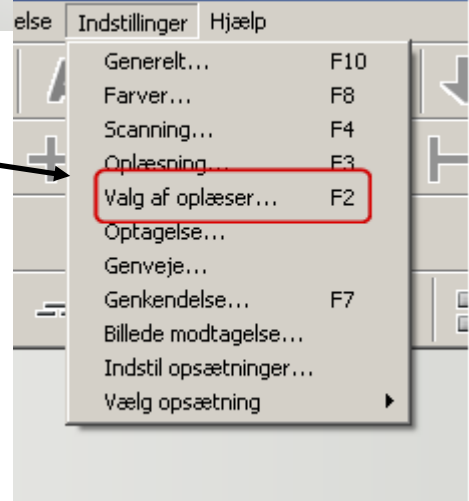 else Indstillinger Hjælp
Generelt... F10
Farver... F8
Scanning... F4
Oplæsning... F3
Valg af oplæser... F2
Optagelse...
Genveje...
Genkendelse... F7
Billede modtagelse...
Indstil opsætninger...
Vælg opsætning